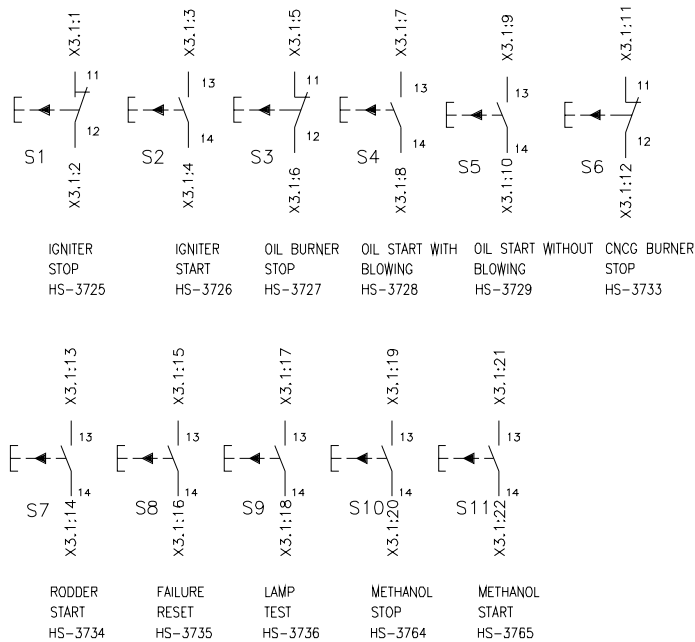 X3.1:1
11
12
S1
X3.1:2
IGNITER
STOP
HS-3725
X3.1:3
13
14
S2
X3.1:4
IGNITER
START
HS-3726
X3.1:5
11
12
S3
X3.1:6
OIL BURNER
STOP
HS-3727
X3.1:7
13
14
S4
X3.1:8
OIL START WITH
BLOWING
HS-3728
X3.1:9
13
14
S5
X3.1:10
OIL START WITHOUT
BLOWING
HS-3729
X3.1:11
11
12
S6
X3.1:12
CNCG BURNER
STOP
HS-3733
X3.1:13
13
14
S7
X3.1:14
RODDER
START
HS-3734
X3.1:15
13
14
S8
X3.1:16
FAILURE
RESET
HS-3735
X3.1:17
13
14
S9
X3.1:18
LAMP
TEST
HS-3736
X3.1:19
13
14
S10
X3.1:20
METHANOL
STOP
HS-3764
X3.1:21
13
14
S11
X3.1:22
METHANOL
START
HS-3765